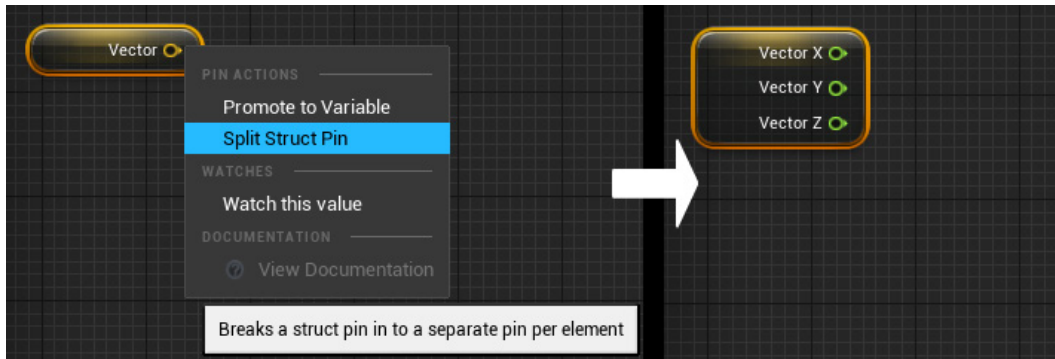 Vector
PIN ACTIONS
Promote to Variable
Split Struct Pin
WATCHES
Watch this value
DOCUMENTATION
View Documentation
Breaks a struct pin in to a separate pin per element
Vector X
Vector Y
Vector Z